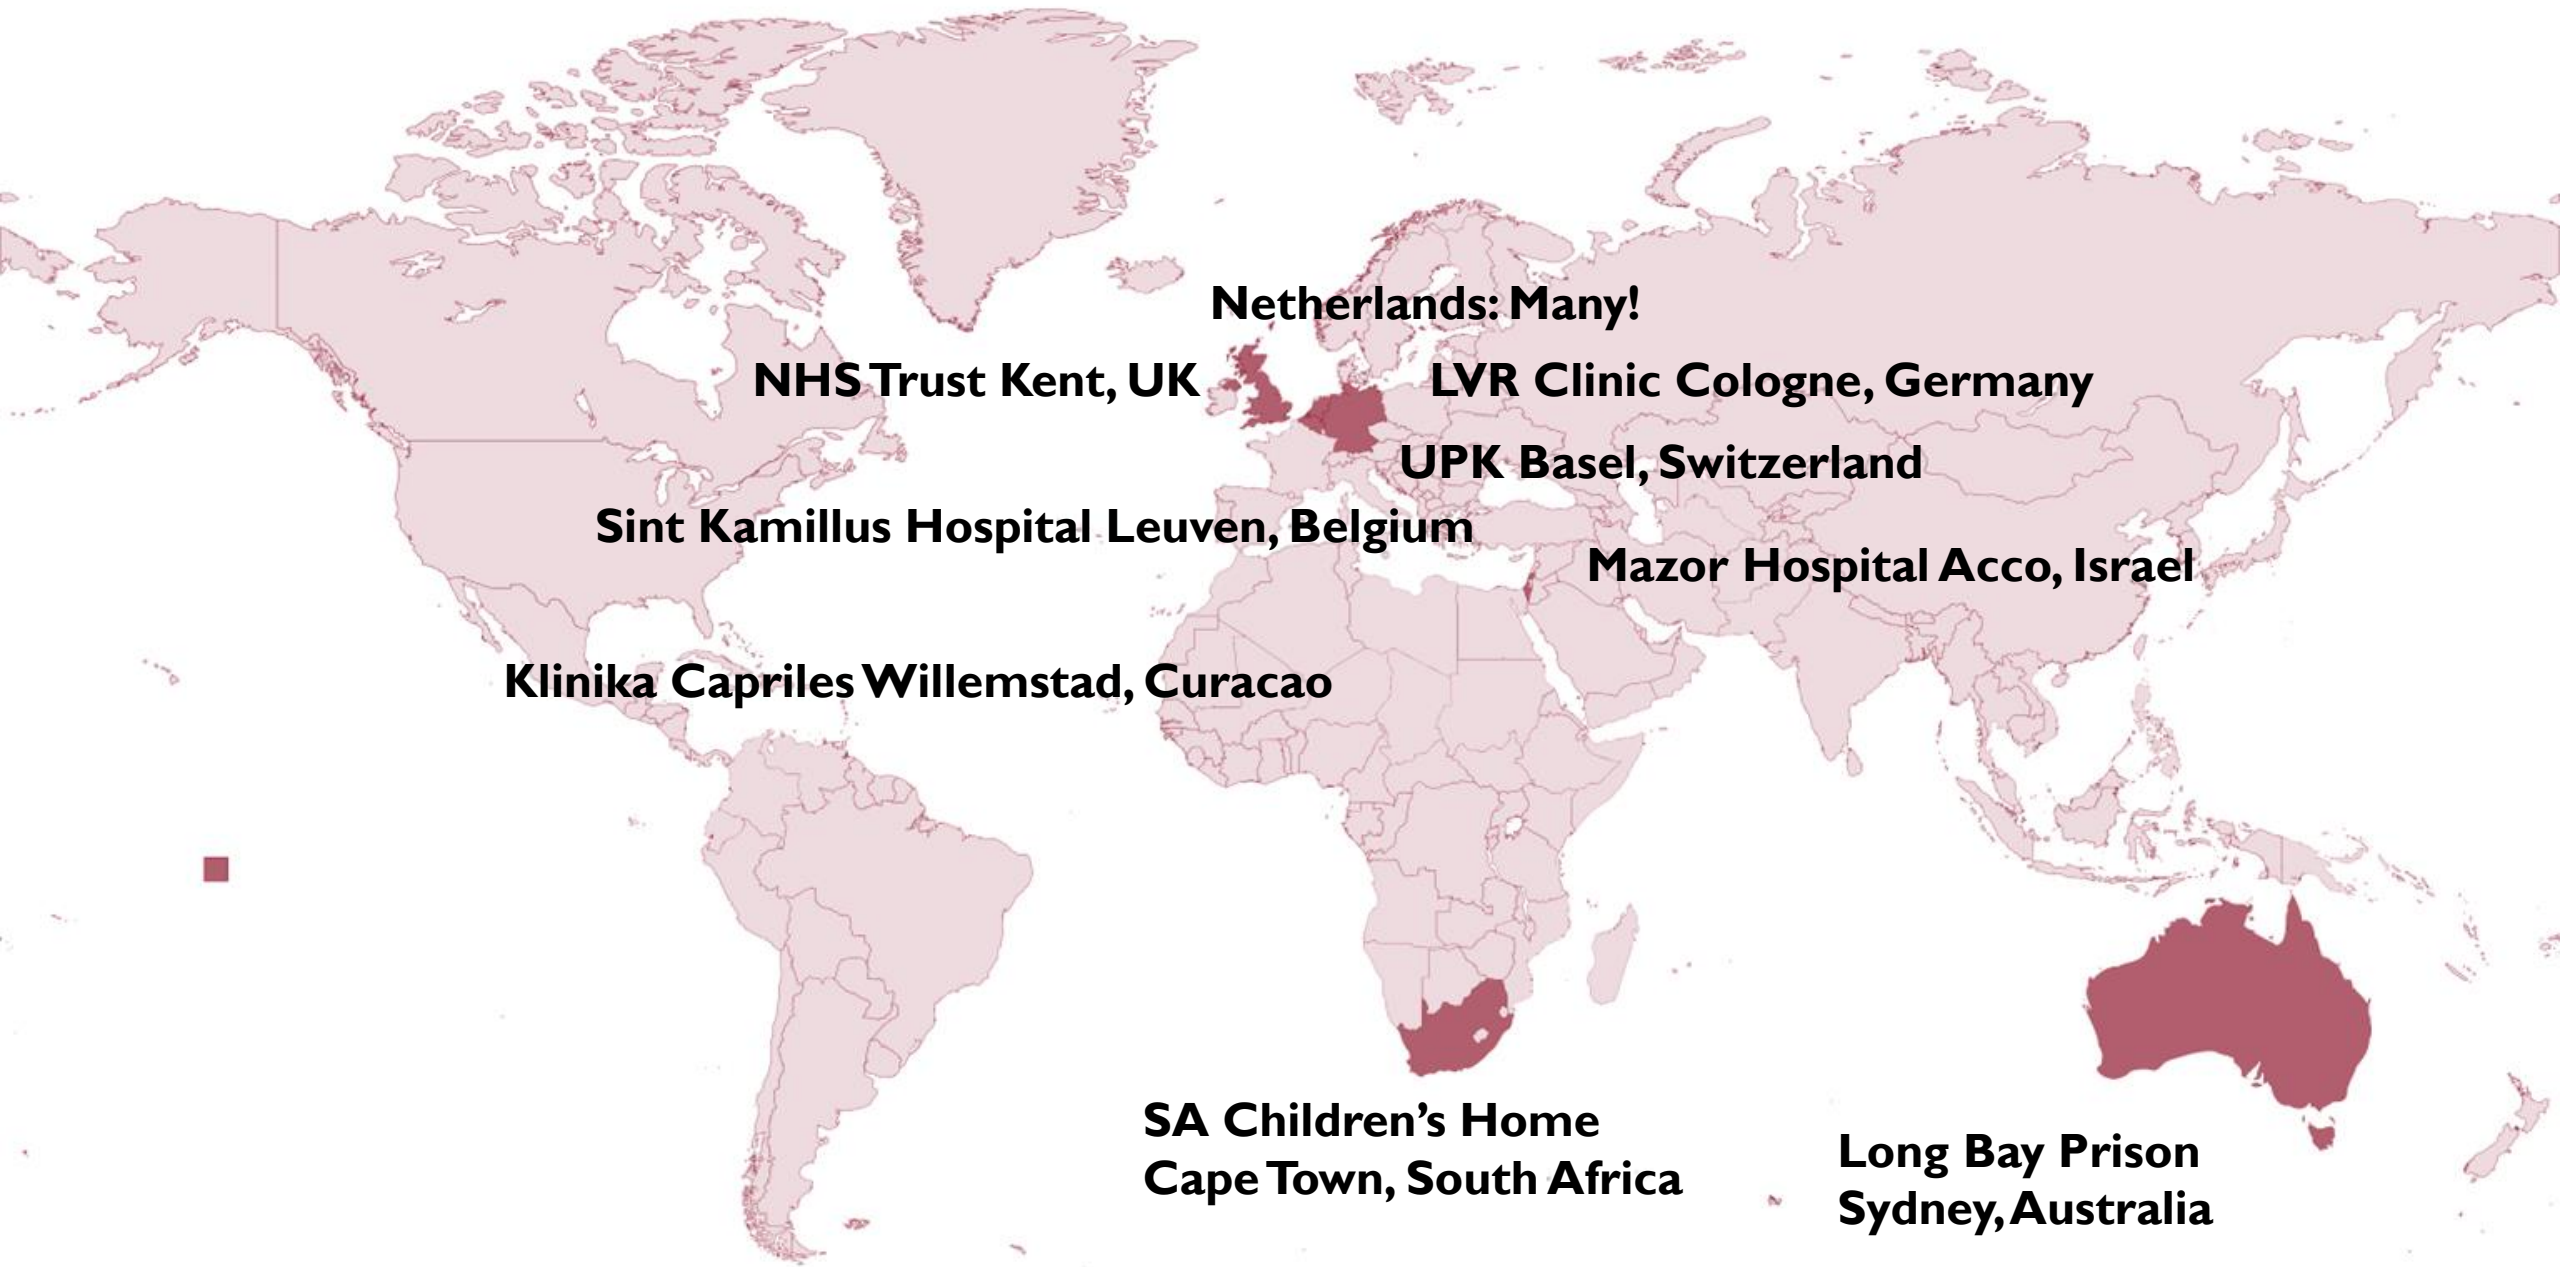 Netherlands: Many!
NHS Trust Kent, UK
LVR Clinic Cologne, Germany
UPK Basel, Switzerland
Sint Kamillus Hospital Leuven, Belgium
Mazor Hospital Acco, Israel
Klinika Capriles Willemstad, Curacao
SA Children’s Home
Cape Town, South Africa
Long Bay Prison
Sydney, Australia